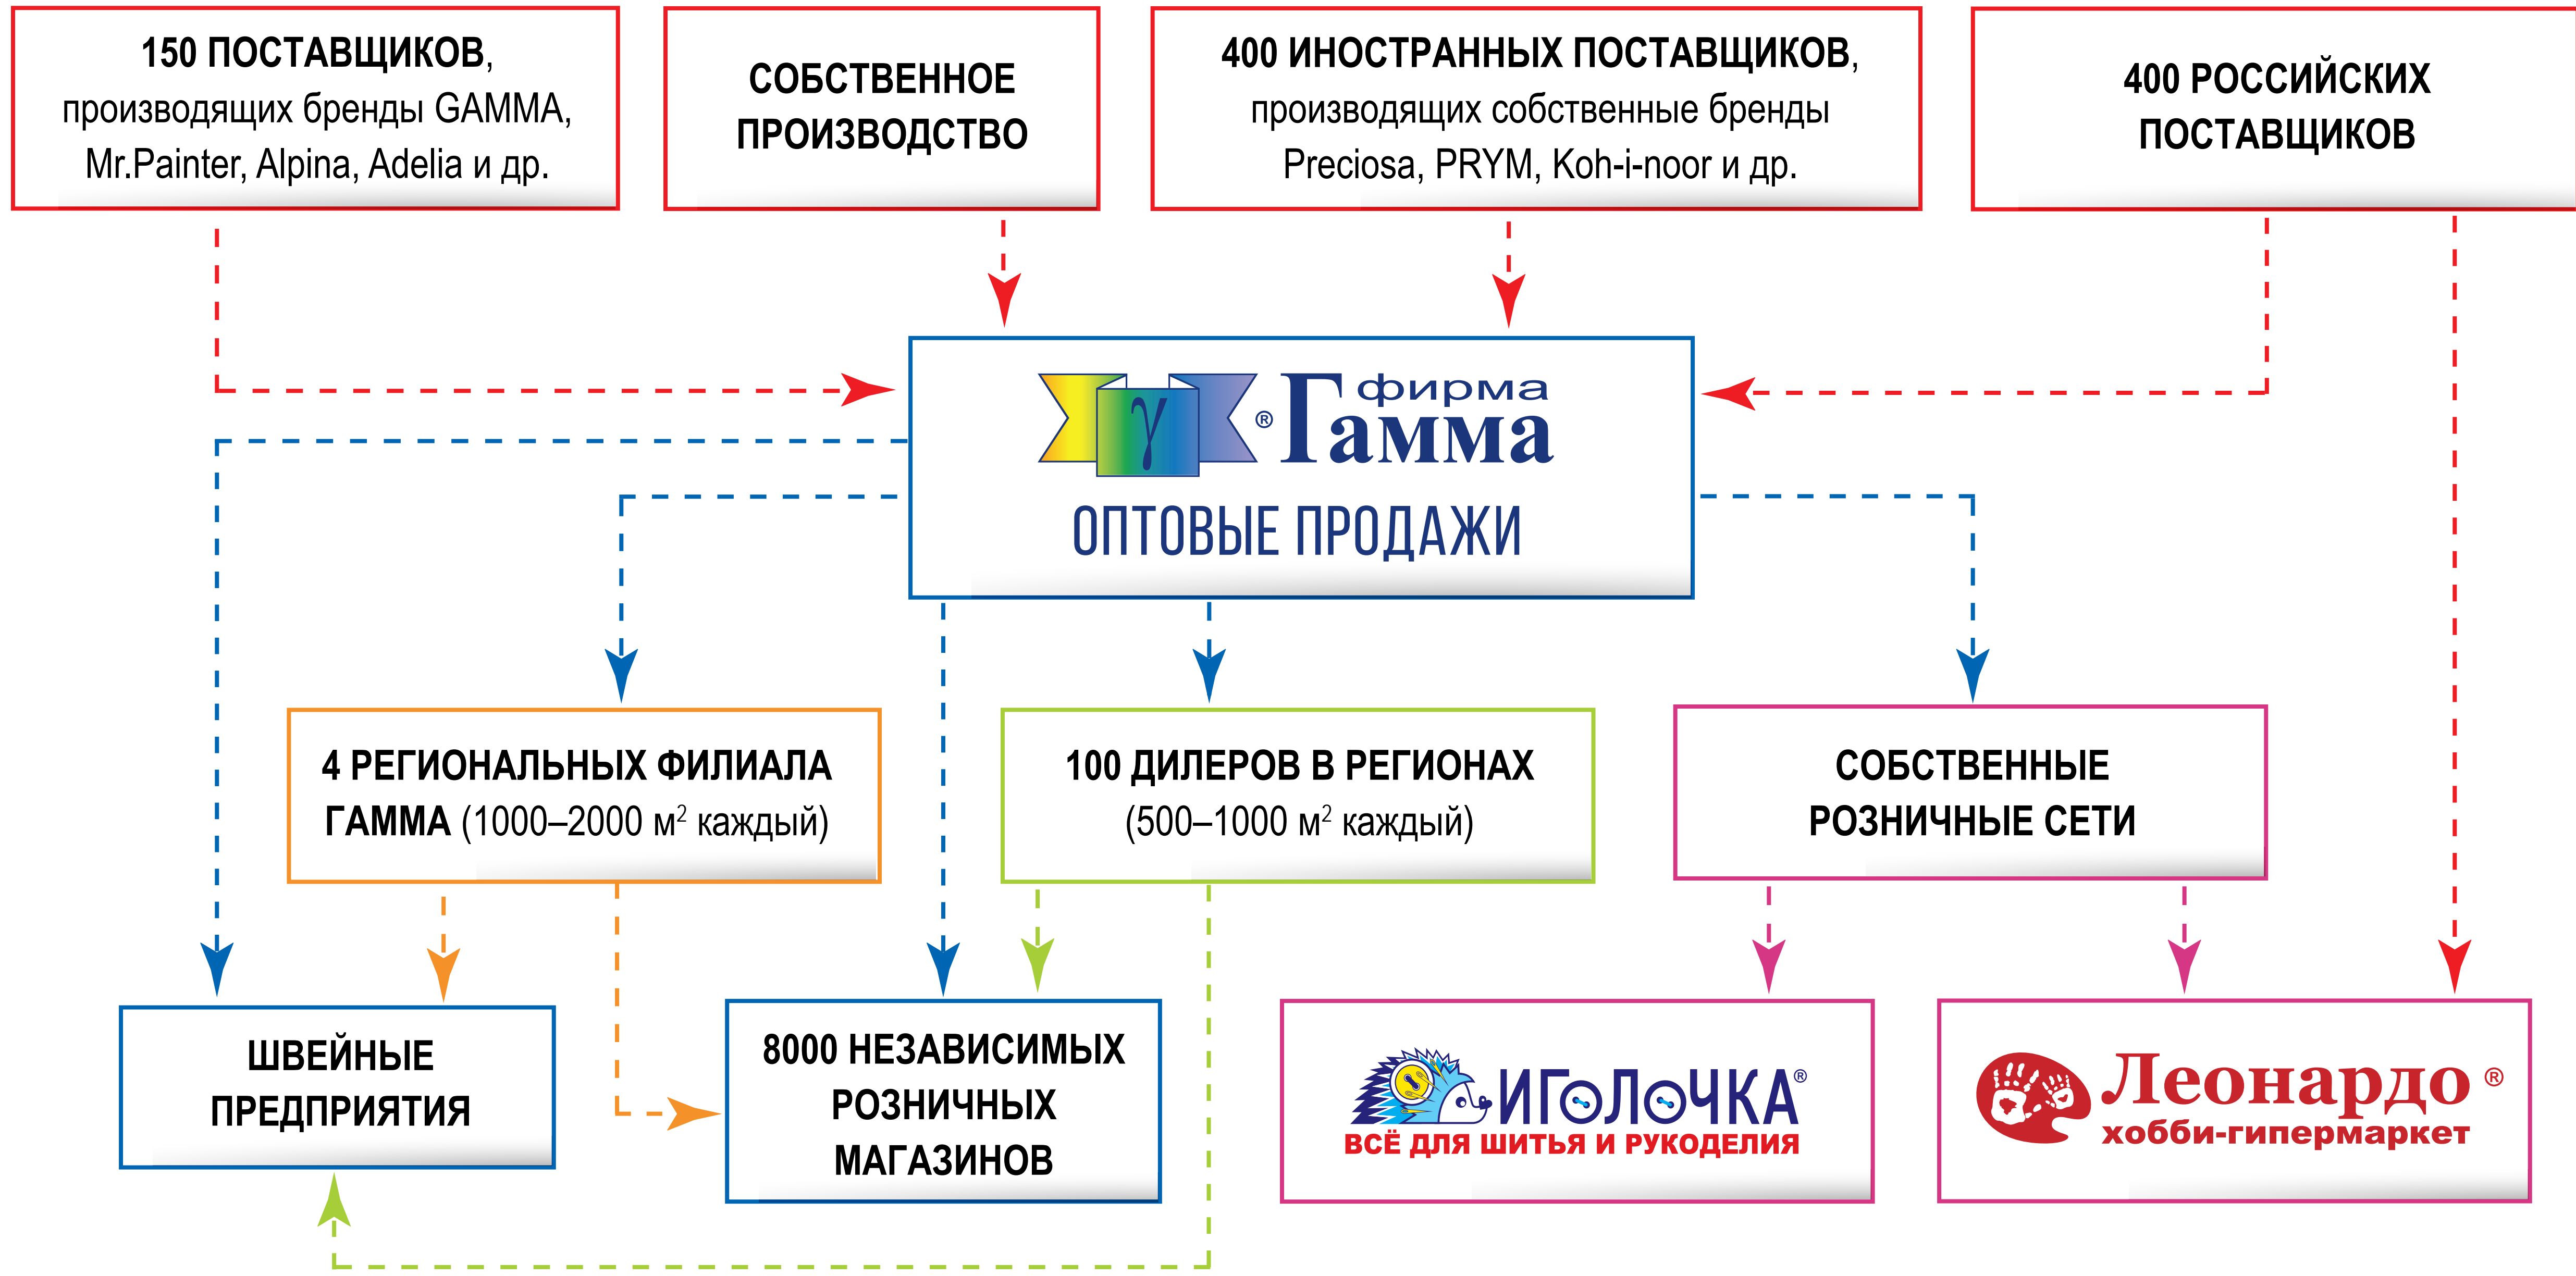 150 ПОСТАВЩИКОВ,
производящих бренды GAMMA,
Mr.Painter, Alpina, Adelia и др.
СОБСТВЕННОЕ
ПРОИЗВОДСТВО
400 ИНОСТРАННЫХ ПОСТАВЩИКОВ,
производящих собственные бренды
Preciosa, PRYM, Koh-i-noor и др.
400 РОССИЙСКИХ
ПОСТАВЩИКОВ
γ ® фирма
Гамма
ОПТОВЫЕ ПРОДАЖИ
4 РЕГИОНАЛЬНЫХ ФИЛИАЛА
ГАММА (1000–2000 м² каждый)
100 ДИЛЕРОВ В РЕГИОНАХ
(500–1000 м² каждый)
СОБСТВЕННЫЕ
РОЗНИЧНЫЕ СЕТИ
ШВЕЙНЫЕ
ПРЕДПРИЯТИЯ
8000 НЕЗАВИСИМЫХ
РОЗНИЧНЫХ
МАГАЗИНОВ
ИГОЛОЧКА®
ВСЁ ДЛЯ ШИТЬЯ И РУКОДЕЛИЯ
Леонардо ®
хобби-гипермаркет